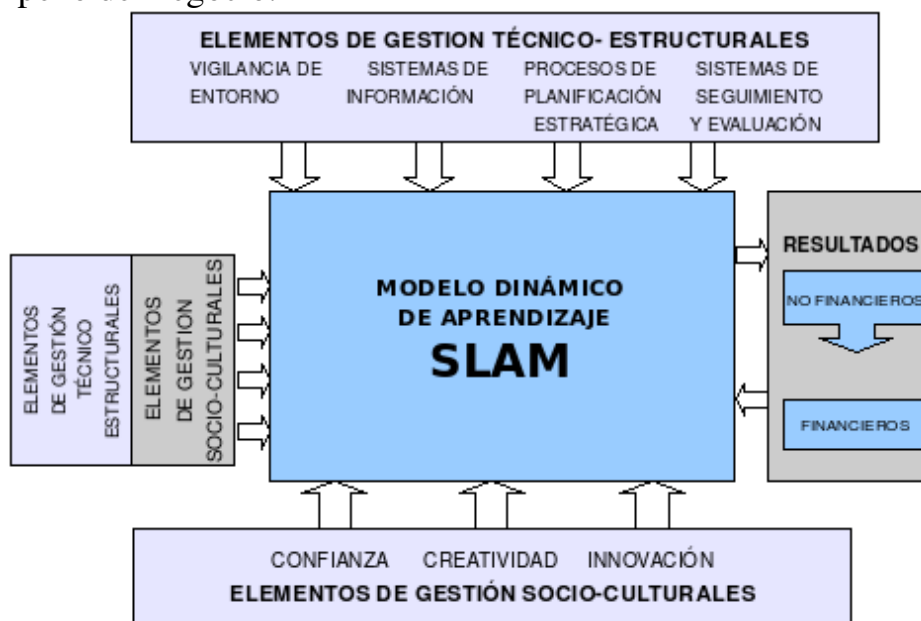 ELEMENTOS DE GESTION TÉCNICO- ESTRUCTURALES
VIGILANCIA DE ENTORNO
SISTEMAS DE INFORMACIÓN
PROCESOS DE PLANIFICACIÓN ESTRATÉGICA
SISTEMAS DE SEGUIMIENTO Y EVALUACIÓN
ELEMENTOS
DE GESTIÓN
TÉCNICO
ESTRUCTURALES
ELEMENTOS
DE GESTION
SOCIO-CULTURALES
MODELO DINÁMICO
DE APRENDIZAJE
SLAM
RESULTADOS
NO FINANCIEROS
FINANCIEROS
CONFIANZA CREATIVIDAD INNOVACIÓN
ELEMENTOS DE GESTIÓN SOCIO-CULTURALES